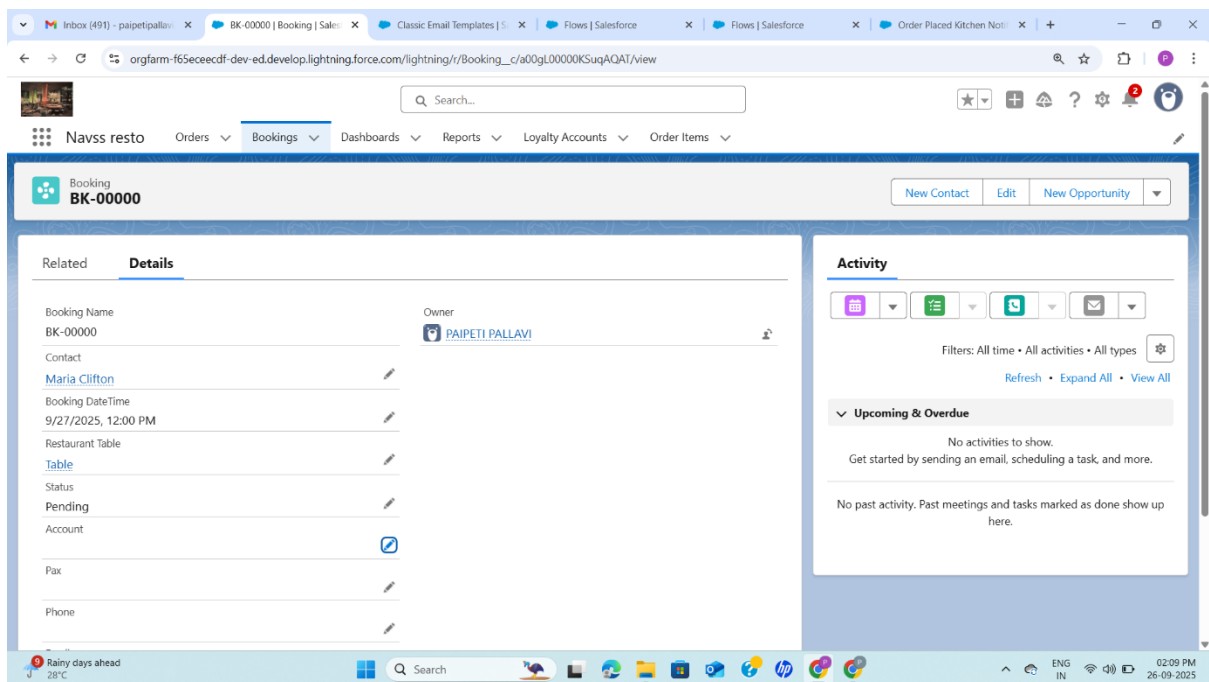 Inbox (491) - paipetipallavi
BK-00000 | Booking | Sales
Classic Email Templates | S
Flows | Salesforce
Flows | Salesforce
Order Placed Kitchen Noti
orgfarm-f65eceecdf-dev-ed.develop.lightning.force.com/lightning/r/Booking__c/a00gL00000KSuqAQAT/view
P
Search...
2
Navss resto Orders Bookings Dashboards Reports Loyalty Accounts Order Items
Booking
BK-00000
New Contact Edit New Opportunity
Related Details
Activity
Booking Name
BK-00000
Owner
PAIPETI PALLAVI
Contact
Maria Clifton
Booking DateTime
9/27/2025, 12:00 PM
Restaurant Table
Table
Status
Pending
Account
Pax
Phone
Filters: All time • All activities • All types
Refresh • Expand All • View All
Upcoming & Overdue
No activities to show.
Get started by sending an email, scheduling a task, and more.
No past activity. Past meetings and tasks marked as done show up
here.
9
Rainy days ahead
28°C
Search
ENG
IN
02:09 PM
26-09-2025